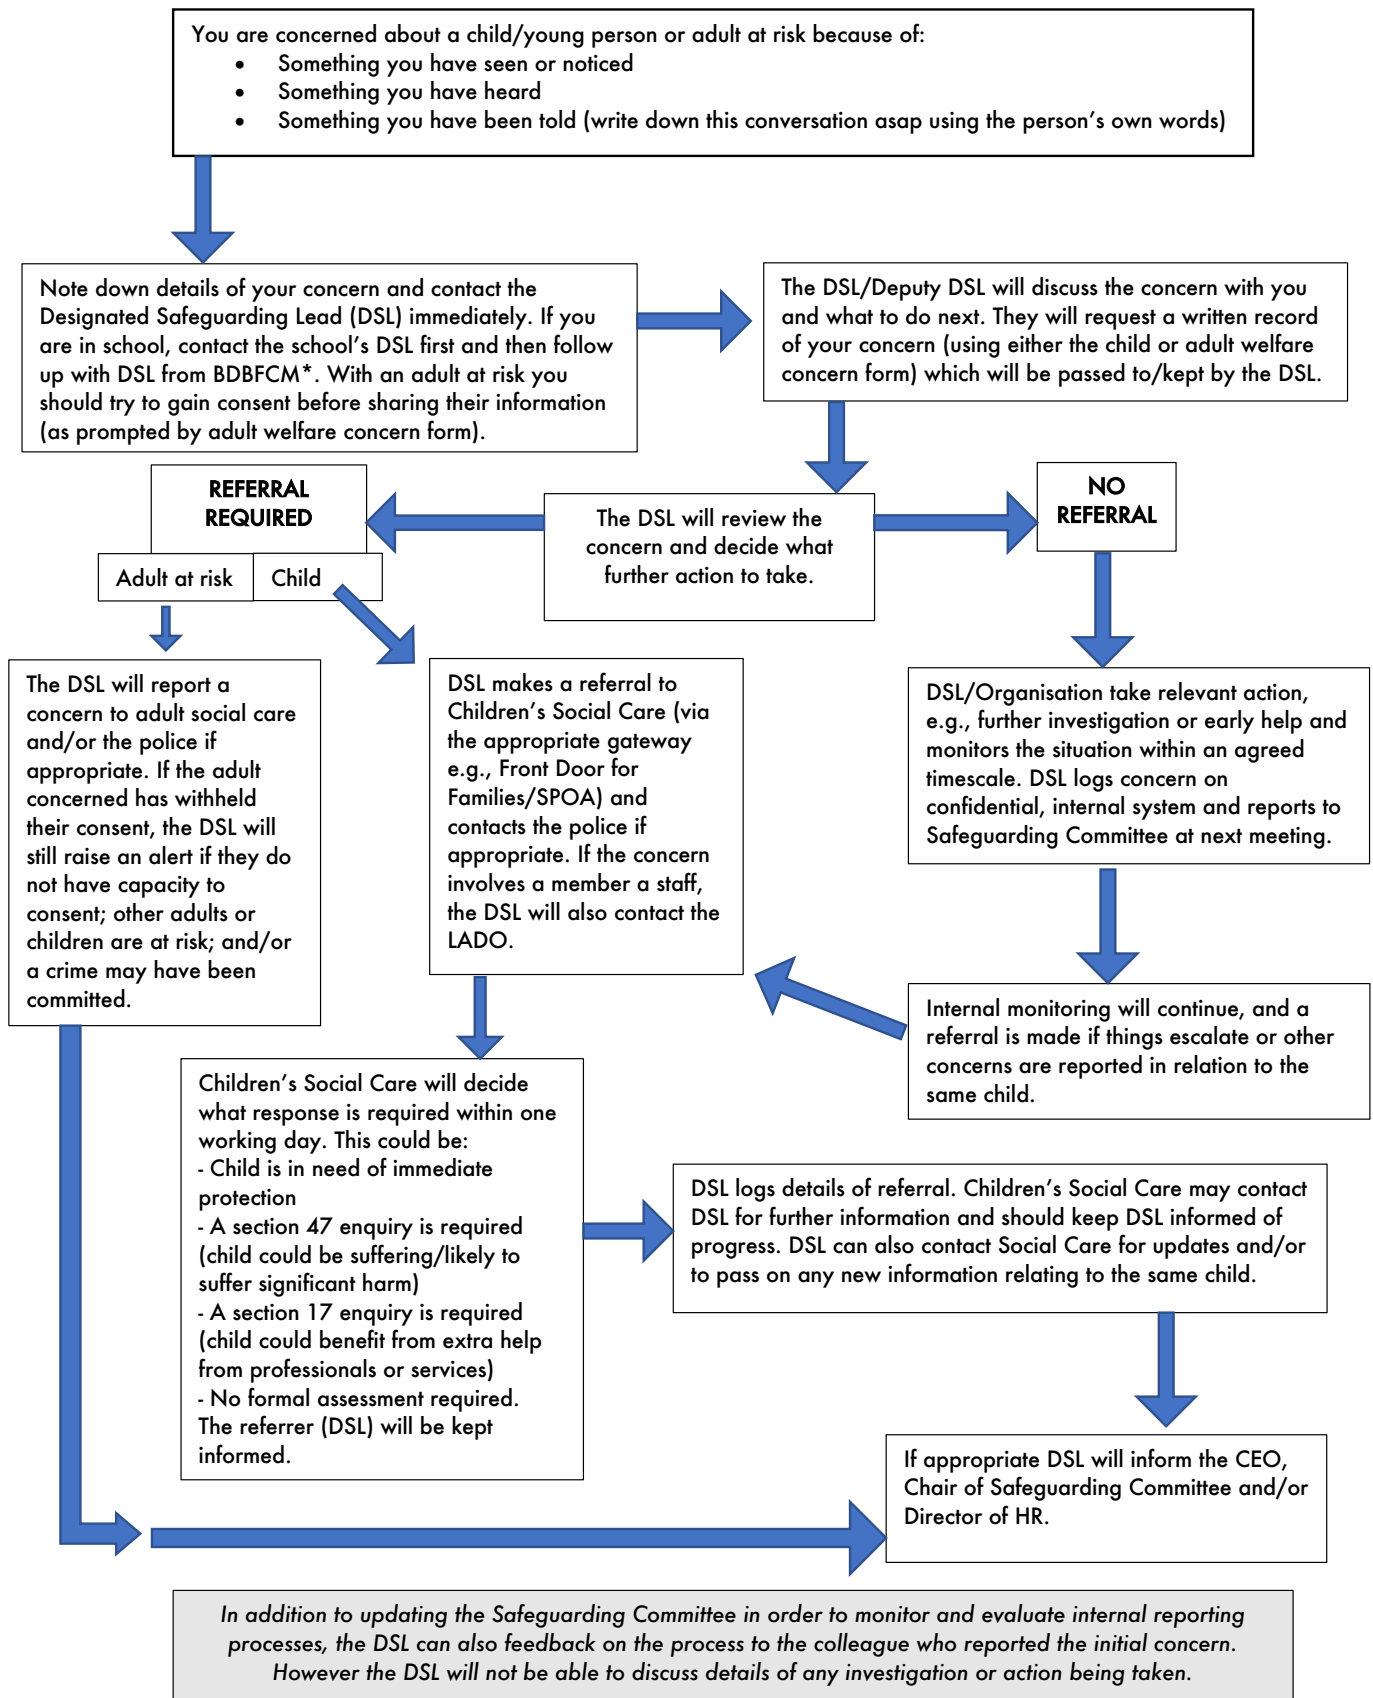 You are concerned about a child/young person or adult at risk because of:
• Something you have seen or noticed
• Something you have heard
• Something you have been told (write down this conversation asap using the person’s own words)
Note down details of your concern and contact the
Designated Safeguarding Lead (DSL) immediately. If you
are in school, contact the school’s DSL first and then follow
up with DSL from BDBFCM*. With an adult at risk you
should try to gain consent before sharing their information
(as prompted by adult welfare concern form).
The DSL/Deputy DSL will discuss the concern with you
and what to do next. They will request a written record
of your concern (using either the child or adult welfare
concern form) which will be passed to/kept by the DSL.
REFERRAL
REQUIRED
Adult at risk
Child
The DSL will review the
concern and decide what
further action to take.
NO
REFERRAL
The DSL will report a
concern to adult social care
and/or the police if
appropriate. If the adult
concerned has withheld
their consent, the DSL will
still raise an alert if they do
not have capacity to
consent; other adults or
children are at risk; and/or
a crime may have been
committed.
DSL makes a referral to
Children’s Social Care (via
the appropriate gateway
e.g., Front Door for
Families/SPOA) and
contacts the police if
appropriate. If the concern
involves a member a staff,
the DSL will also contact the
LADO.
DSL/Organisation take relevant action,
e.g., further investigation or early help and
monitors the situation within an agreed
timescale. DSL logs concern on
confidential, internal system and reports to
Safeguarding Committee at next meeting.
Internal monitoring will continue, and a
referral is made if things escalate or other
concerns are reported in relation to the
same child.
Children’s Social Care will decide
what response is required within one
working day. This could be:
- Child is in need of immediate
protection
- A section 47 enquiry is required
(child could be suffering/likely to
suffer significant harm)
- A section 17 enquiry is required
(child could benefit from extra help
from professionals or services)
- No formal assessment required.
The referrer (DSL) will be kept
informed.
DSL logs details of referral. Children’s Social Care may contact
DSL for further information and should keep DSL informed of
progress. DSL can also contact Social Care for updates and/or
to pass on any new information relating to the same child.
If appropriate DSL will inform the CEO,
Chair of Safeguarding Committee and/or
Director of HR.
In addition to updating the Safeguarding Committee in order to monitor and evaluate internal reporting
processes, the DSL can also feedback on the process to the colleague who reported the initial concern.
However the DSL will not be able to discuss details of any investigation or action being taken.